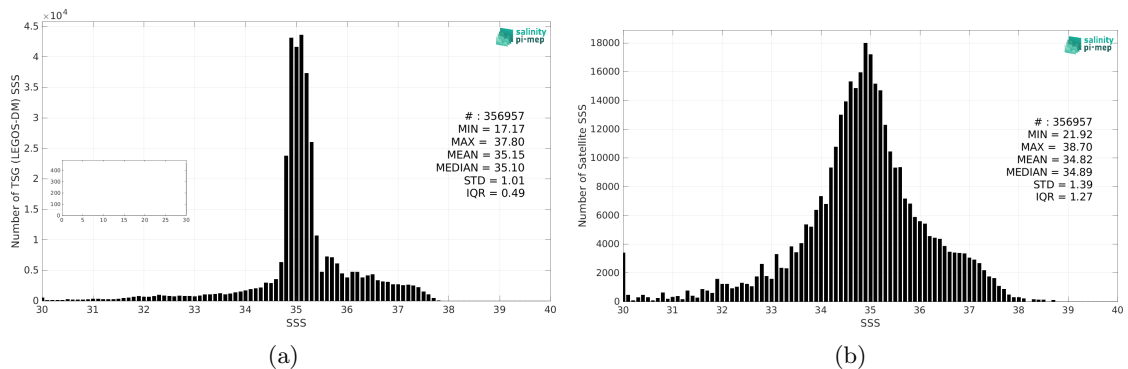 ×10⁴
4.5
4
3.5
3
2.5
2
1.5
1
0.5
0
Number of TSG (LEGOS-DM) SSS
30 31 32 33 34 35 36 37 38 39 40
SSS
500
400
300
200
100
0
0 5 10 15 20 25 30
salinity
pi-mep
# : 356957
MIN = 17.17
MAX = 37.80
MEAN = 35.15
MEDIAN = 35.10
STD = 1.01
IQR = 0.49
(a)
18000
16000
14000
12000
10000
8000
6000
4000
2000
0
Number of Satellite SSS
30 31 32 33 34 35 36 37 38 39 40
SSS
salinity
pi-mep
# : 356957
MIN = 21.92
MAX = 38.70
MEAN = 34.82
MEDIAN = 34.89
STD = 1.39
IQR = 1.27
(b)